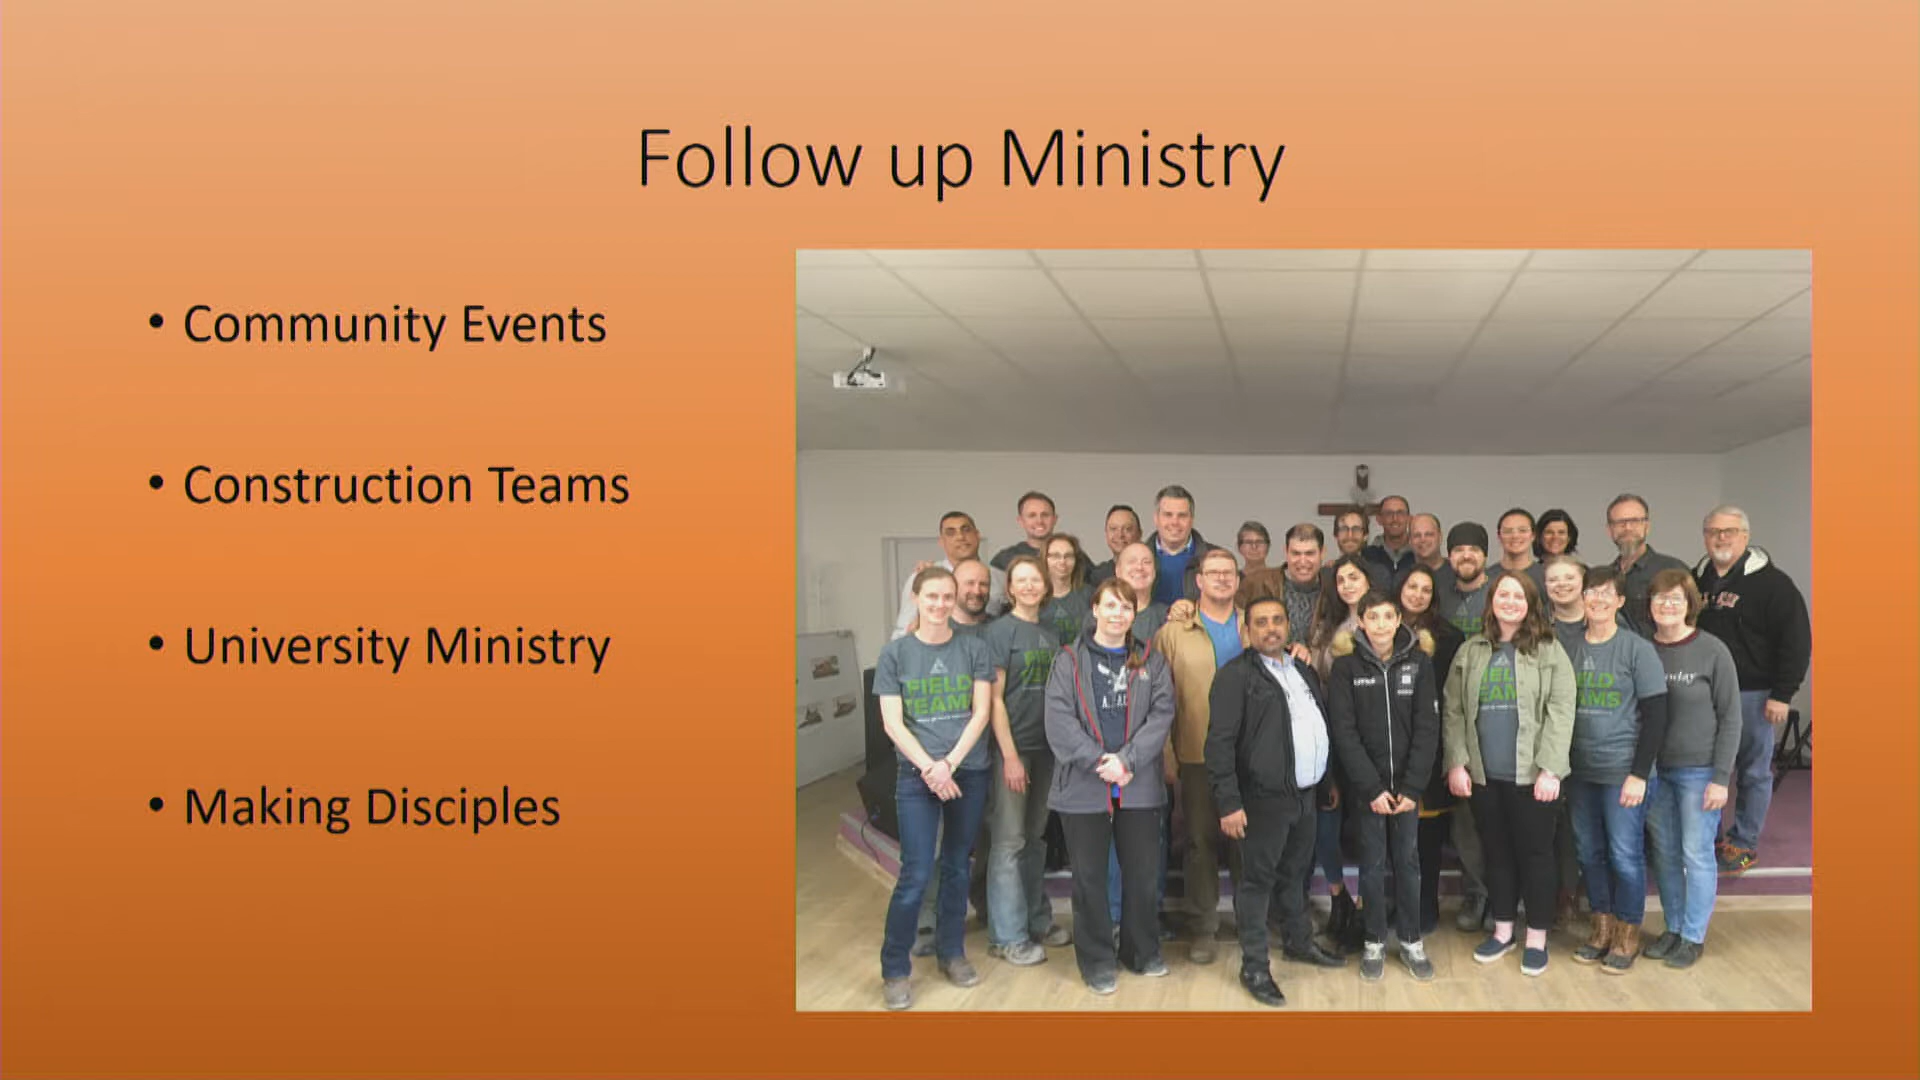 Follow up Ministry
• Community Events
• Construction Teams
• University Ministry
• Making Disciples
FIELD
TEAMS